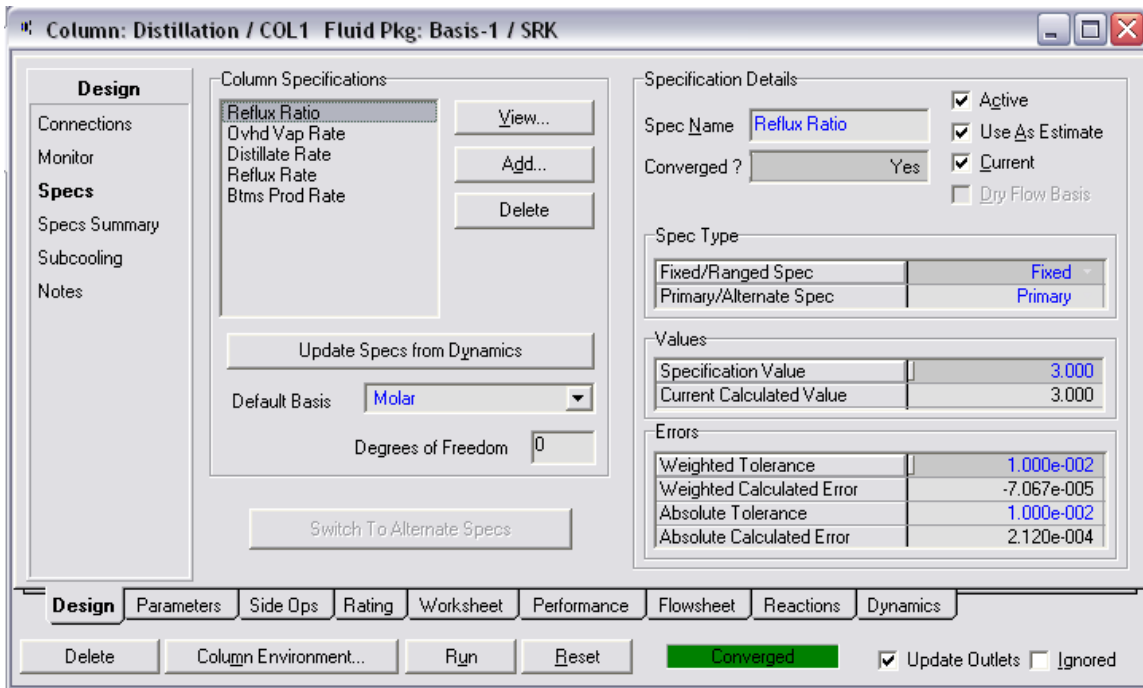 Column: Distillation / COL1 Fluid Pkg: Basis-1 / SRK
Design
Connections
Monitor
Specs
Specs Summary
Subcooling
Notes
Column Specifications
Reflux Ratio
Ovhd Vap Rate
Distillate Rate
Reflux Rate
Btms Prod Rate
View...
Add...
Delete
Update Specs from Dynamics
Default Basis Molar
Degrees of Freedom 0
Switch To Alternate Specs
Specification Details
Spec Name Reflux Ratio
Converged ? Yes
Active
Use As Estimate
Current
Dry Flow Basis
Spec Type
Fixed/Ranged Spec Fixed
Primary/Alternate Spec Primary
Values
Specification Value 3.000
Current Calculated Value 3.000
Errors
Weighted Tolerance 1.000e-002
Weighted Calculated Error -7.067e-005
Absolute Tolerance 1.000e-002
Absolute Calculated Error 2.120e-004
Design Parameters Side Ops Rating Worksheet Performance Flowsheet Reactions Dynamics
Delete Column Environment... Run Reset Converged Update Outlets Ignored